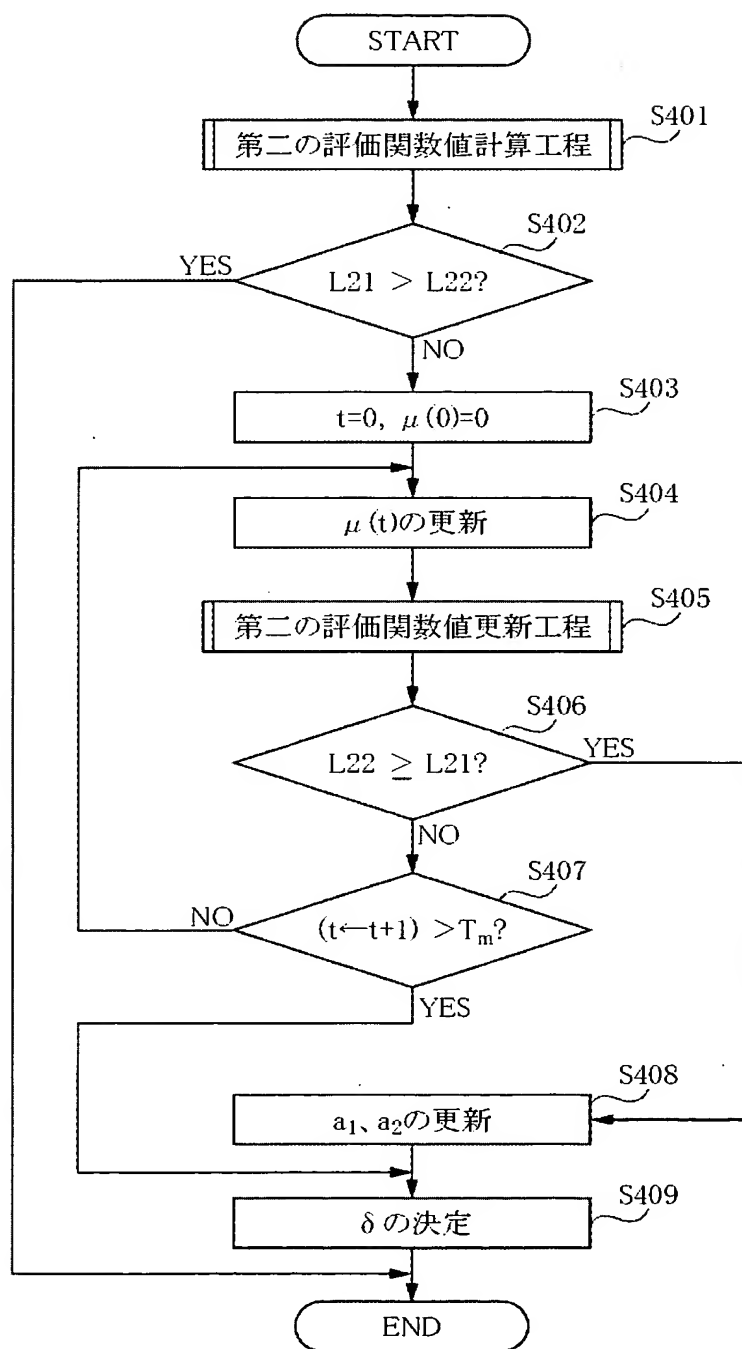 START
S401
第二の評価関数値計算工程
S402
YES
L21 > L22?
NO
S403
t=0, μ(0)=0
S404
μ(t)の更新
S405
第二の評価関数値更新工程
S406
YES
L22 ≥ L21?
NO
S407
NO
(t←t+1) >Tm?
YES
S408
a1、a2の更新
S409
δの決定
END